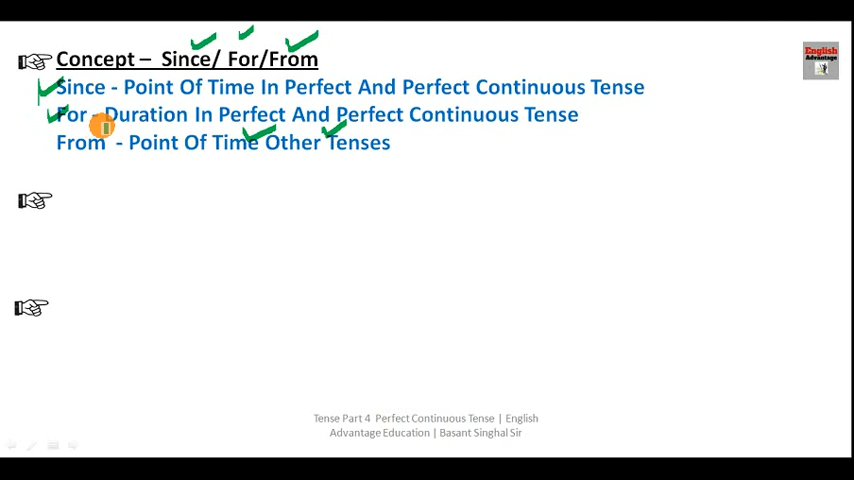 Concept – Since/ For/From
Since - Point Of Time In Perfect And Perfect Continuous Tense
For - Duration In Perfect And Perfect Continuous Tense
From - Point Of Time Other Tenses
English
Advantage
Tense Part 4 Perfect Continuous Tense | English
Advantage Education | Basant Singhal Sir